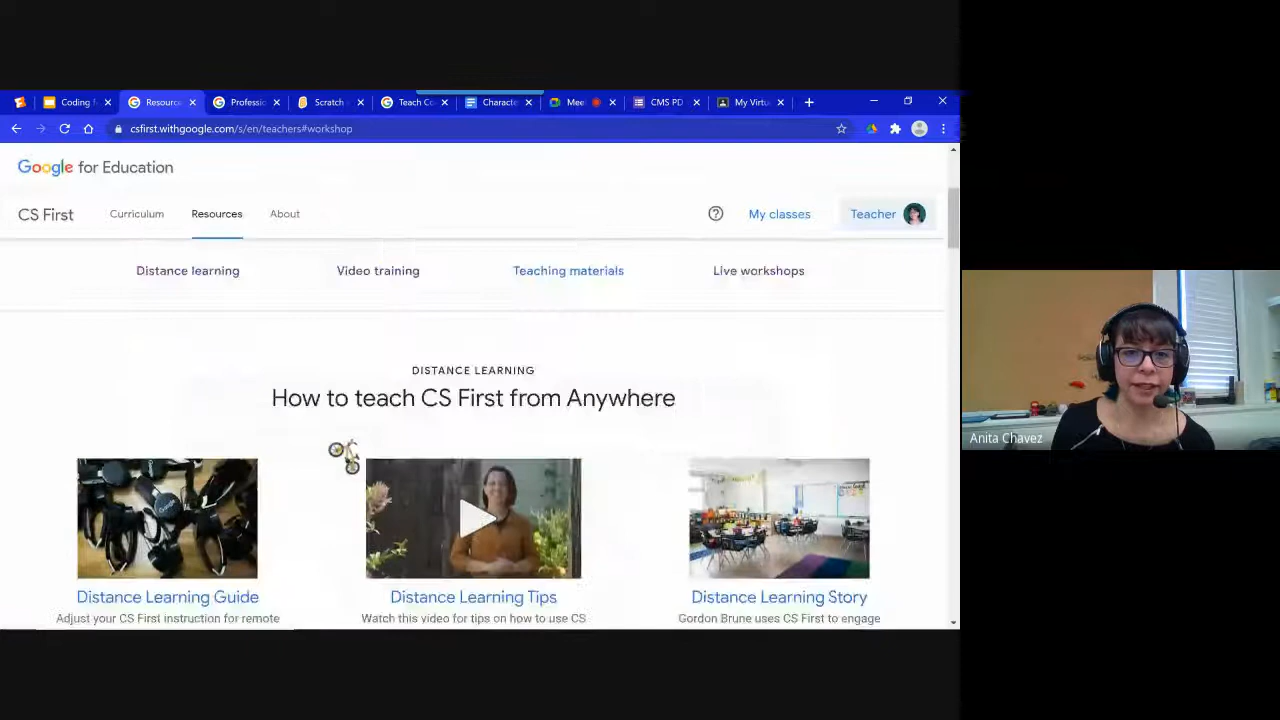 Coding f
Resourc
Professio
Scratch
Teach Co
Characte
Mee
CMS PD
My Virtu
csfirst.withgoogle.com/s/en/teachers#workshop
Google for Education
CS First
Curriculum
Resources
About
My classes
Teacher
Distance learning
Video training
Teaching materials
Live workshops
DISTANCE LEARNING
How to teach CS First from Anywhere
Distance Learning Guide
Adjust your CS First instruction for remote
Distance Learning Tips
Watch this video for tips on how to use CS
Distance Learning Story
Gordon Brune uses CS First to engage
Anita Chavez